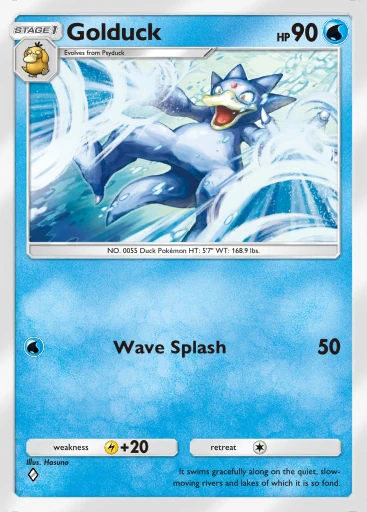 STAGE 1
Golduck
HP 90
Evolves from Psyduck
NO. 0055 Duck Pokémon HT: 5'7" WT: 168.9 lbs.
Wave Splash 50
weakness +20
retreat
Illus. Hasuno
It swims gracefully along on the quiet, slow-
moving rivers and lakes of which it is so fond.